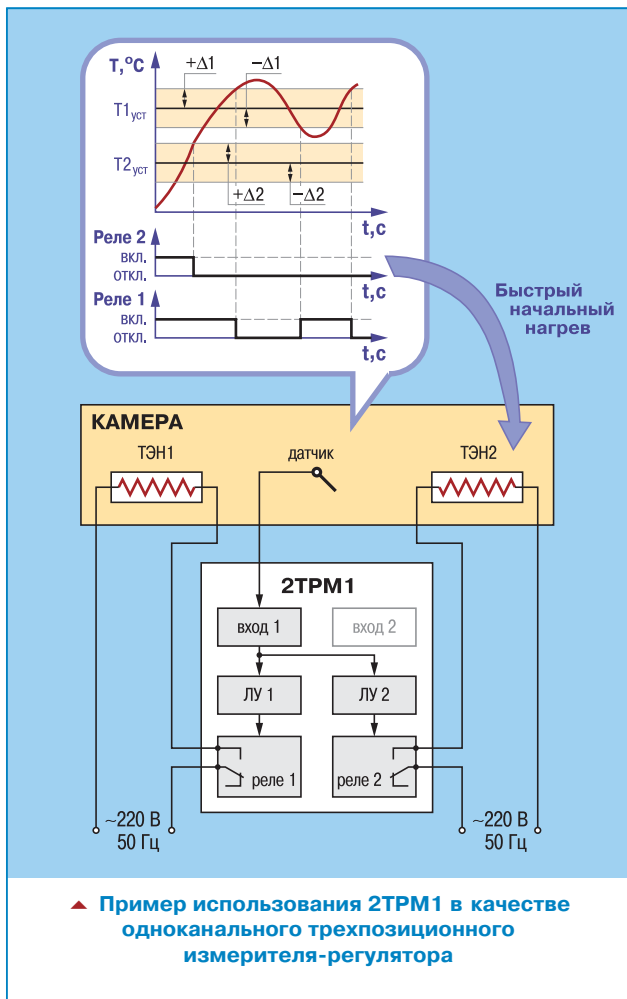 T,°C
+Δ1
−Δ1
T1уст
T2уст
+Δ2
−Δ2
t,c
Реле 2
ВКЛ.
ОТКЛ.
t,c
Реле 1
ВКЛ.
ОТКЛ.
t,c
Быстрый
начальный
нагрев
КАМЕРА
ТЭН1
датчик
ТЭН2
2ТРМ1
вход 1
вход 2
ЛУ 1
ЛУ 2
реле 1
реле 2
~220 В
50 Гц
~220 В
50 Гц
Пример использования 2ТРМ1 в качестве
одноканального трехпозиционного
измерителя-регулятора